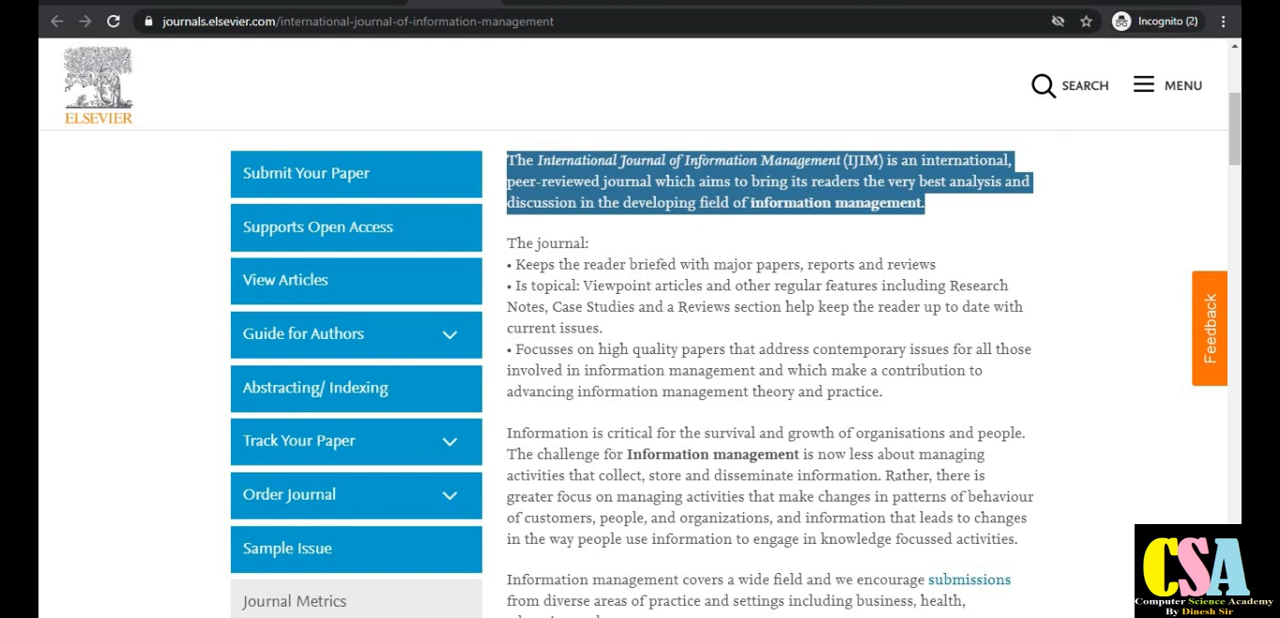 journals.elsevier.com/international-journal-of-information-management
Incognito (2)
ELSEVIER
SEARCH
MENU
Submit Your Paper
Supports Open Access
View Articles
Guide for Authors
Abstracting/ Indexing
Track Your Paper
Order Journal
Sample Issue
Journal Metrics
The International Journal of Information Management (IJIM) is an international,
peer-reviewed journal which aims to bring its readers the very best analysis and
discussion in the developing field of information management.
The journal:
• Keeps the reader briefed with major papers, reports and reviews
• Is topical: Viewpoint articles and other regular features including Research
Notes, Case Studies and a Reviews section help keep the reader up to date with
current issues.
• Focusses on high quality papers that address contemporary issues for all those
involved in information management and which make a contribution to
advancing information management theory and practice.
Information is critical for the survival and growth of organisations and people.
The challenge for Information management is now less about managing
activities that collect, store and disseminate information. Rather, there is
greater focus on managing activities that make changes in patterns of behaviour
of customers, people, and organizations, and information that leads to changes
in the way people use information to engage in knowledge focussed activities.
Information management covers a wide field and we encourage submissions
from diverse areas of practice and settings including business, health,
Feedback
CSA
Computer Science Academy
By Dinesh Sir